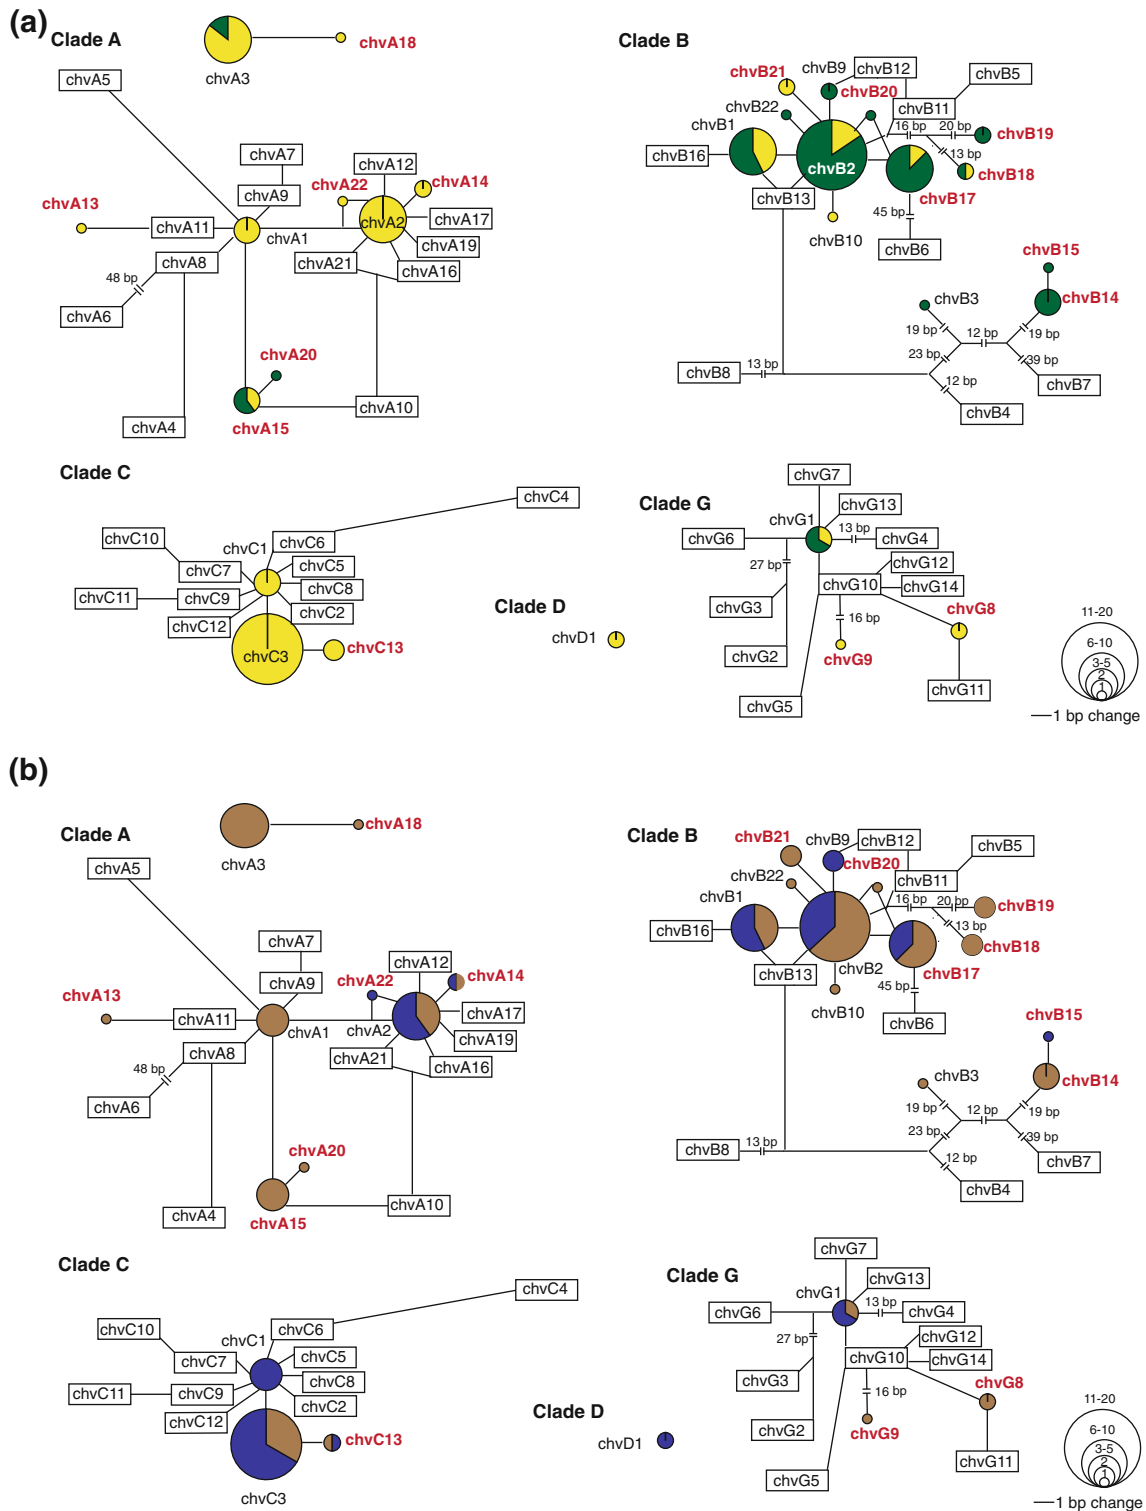 (a)
Clade A
chvA3
chvA18
chvA5
chvA7
chvA9
chvA12
chvA22
chvA14
chvA13
chvA11
chvA1
chvA2
chvA17
chvA19
chvA21
chvA16
chvA8
48 bp
chvA6
chvA20
chvA15
chvA10
chvA4
Clade B
chvB21
chvB9
chvB12
chvB5
chvB20
chvB22
chvB11
chvB1
16 bp
20 bp
chvB19
chvB16
chvB2
13 bp
chvB18
chvB17
chvB13
45 bp
chvB10
chvB6
chvB15
chvB3
chvB14
19 bp
12 bp
19 bp
23 bp
39 bp
chvB8
13 bp
12 bp
chvB7
chvB4
Clade C
chvC4
chvC10
chvC1
chvC6
chvC7
chvC5
chvC8
chvC11
chvC9
chvC2
chvC12
chvC3
chvC13
Clade D
chvD1
Clade G
chvG7
chvG13
chvG1
13 bp
chvG6
chvG4
27 bp
chvG12
chvG10
chvG14
chvG3
16 bp
chvG8
chvG2
chvG9
chvG11
chvG5
11-20
6-10
3-5
2
1
1 bp change
(b)
Clade A
chvA3
chvA18
chvA5
chvA7
chvA9
chvA12
chvA22
chvA14
chvA13
chvA11
chvA1
chvA2
chvA17
chvA19
chvA21
chvA16
chvA8
48 bp
chvA6
chvA20
chvA15
chvA10
chvA4
Clade B
chvB21
chvB9
chvB12
chvB5
chvB20
chvB22
chvB11
chvB1
16 bp
20 bp
chvB19
chvB16
13 bp
chvB18
chvB13
chvB2
chvB17
45 bp
chvB10
chvB6
chvB15
chvB3
chvB14
19 bp
12 bp
19 bp
23 bp
39 bp
chvB8
13 bp
12 bp
chvB7
chvB4
Clade C
chvC4
chvC10
chvC1
chvC6
chvC7
chvC5
chvC8
chvC11
chvC9
chvC2
chvC12
chvC13
chvC3
Clade D
chvD1
Clade G
chvG7
chvG13
chvG1
13 bp
chvG6
chvG4
27 bp
chvG12
chvG10
chvG14
chvG3
16 bp
chvG8
chvG2
chvG9
chvG11
chvG5
11-20
6-10
3-5
2
1
1 bp change